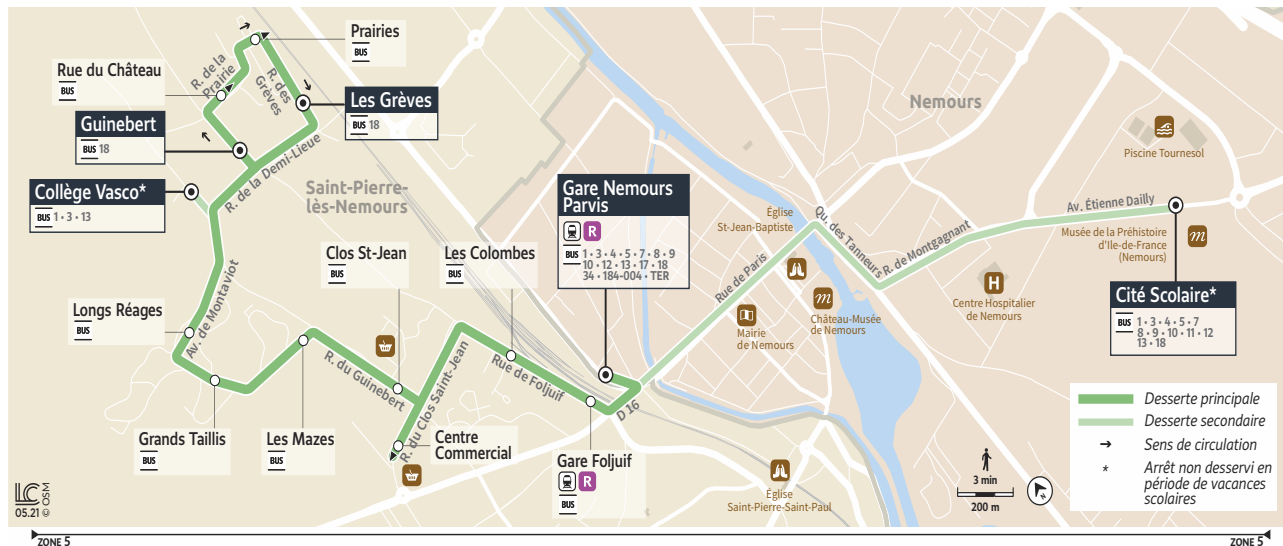 Prairies
BUS
Rue du Château
BUS
R. de la
Prairie
R. des
Grèves
Les Grèves
BUS 18
Guinebert
BUS 18
R. de la Demi-Lieue
Collège Vasco*
BUS 1 • 3 • 13
Saint-Pierre-
lès-Nemours
Nemours
Piscine Tournesol
Gare Nemours
Parvis
R
BUS 1 • 3 • 4 • 5 • 7 • 8 • 9
10 • 12 • 13 • 17 • 18
34 • 184-004 • TER
Église
St-Jean-Baptiste
Qu. des Tanneurs
R. de Montgagnant
Av. Étienne Dailly
Musée de la Préhistoire
d'Ile-de-France
(Nemours)
m
Clos St-Jean
BUS
Les Colombes
BUS
Rue de Paris
H
Centre Hospitalier
de Nemours
Cité Scolaire*
BUS 1 • 3 • 4 • 5 • 7
8 • 9 • 10 • 11 • 12
13 • 18
Longs Réages
BUS
Av. de Montaviot
m
Château-Musée
de Nemours
Mairie
de Nemours
R. du Guinebert
R. du Clos Saint-Jean
Rue de Foljuif
D 16
Grands Taillis
BUS
Les Mazes
BUS
Centre
Commercial
Gare Foljuif
R
BUS
Église
Saint-Pierre-Saint-Paul
3 min
200 m
Desserte principale
Desserte secondaire
Sens de circulation
* Arrêt non desservi en
période de vacances
scolaires
LC
05.21 © OSM
ZONE 5
ZONE 5